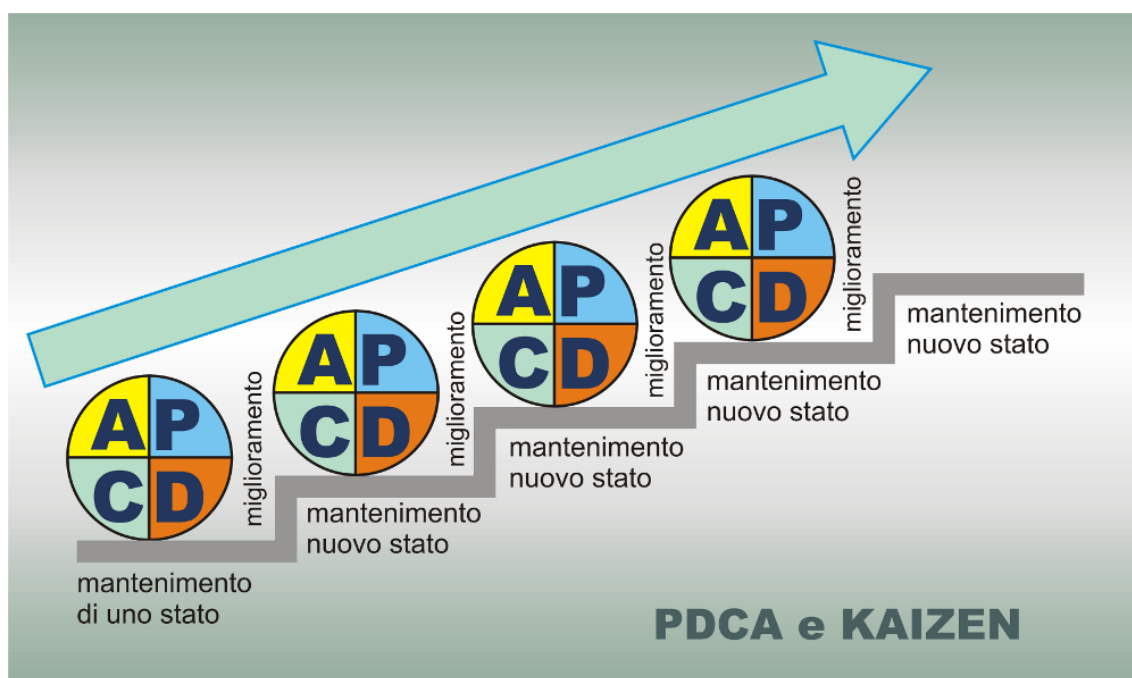 A P
C D
mantenimento
di uno stato
miglioramento
A P
C D
mantenimento
nuovo stato
miglioramento
A P
C D
mantenimento
nuovo stato
miglioramento
A P
C D
mantenimento
nuovo stato
miglioramento
mantenimento
nuovo stato
PDCA e KAIZEN